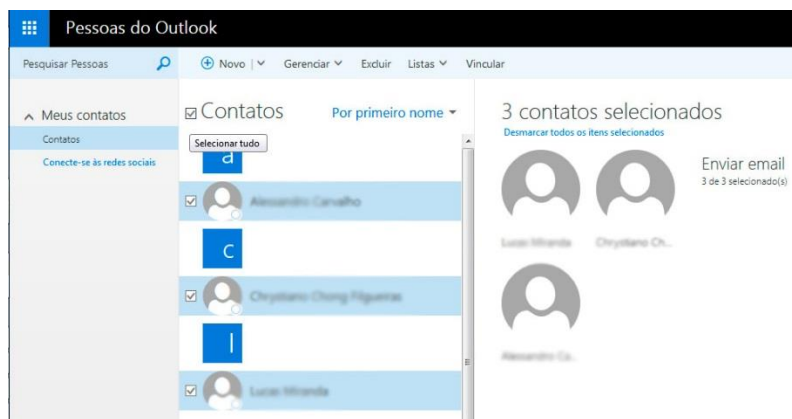 Pessoas do Outlook
Pesquisar Pessoas
Novo
Gerenciar
Excluir
Listas
Vincular
Meus contatos
Contatos
Conecte-se às redes sociais
Contatos
Por primeiro nome
Selecionar tudo
a
c
l
3 contatos selecionados
Desmarcar todos os itens selecionados
Enviar email
3 de 3 selecionado(s)